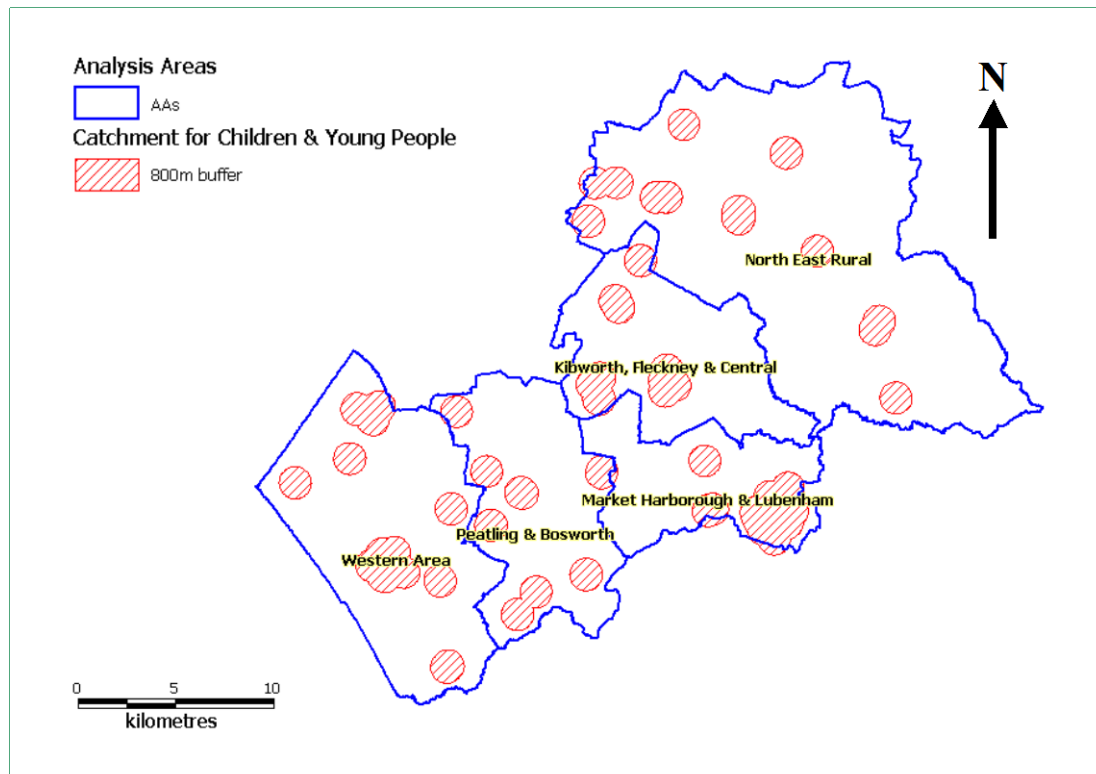 Analysis Areas
AAs
Catchment for Children & Young People
800m buffer
N
North East Rural
Kibworth, Fleckney & Central
Market Harborough & Lubenham
Peatling & Bosworth
Western Area
0 5 10
kilometres